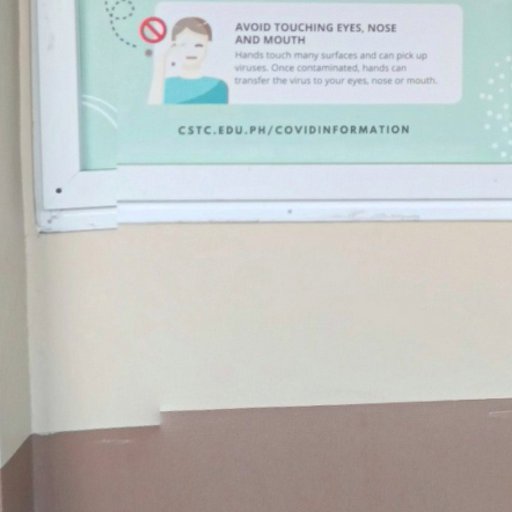 AVOID TOUCHING EYES, NOSE
AND MOUTH
Hands touch many surfaces and can pick up
viruses. Once contaminated, hands can
transfer the virus to your eyes, nose or mouth.
CSTC.EDU.PH/COVIDINFORMATION